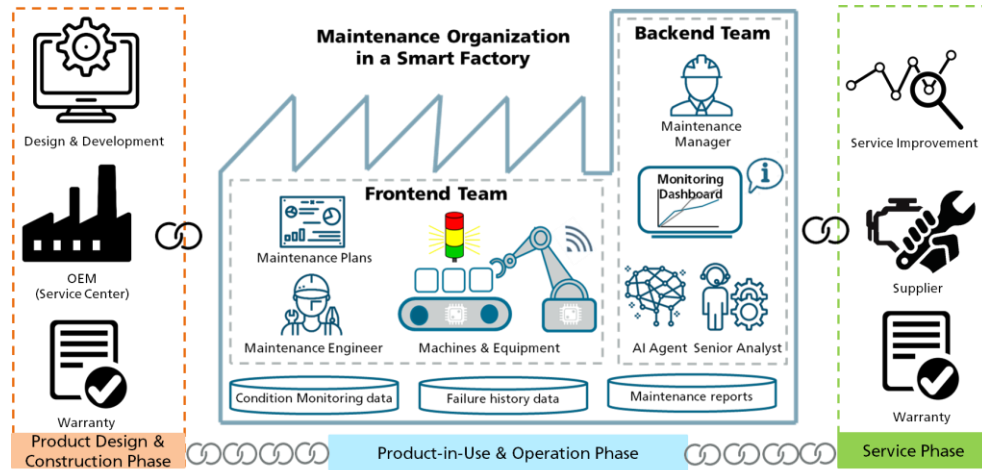 Maintenance Organization
in a Smart Factory
Backend Team
Design & Development
Maintenance
Manager
Service Improvement
Monitoring
Dashboard
i
Frontend Team
Maintenance Plans
OEM
(Service Center)
Supplier
Maintenance Engineer
Machines & Equipment
AI Agent
Senior Analyst
Condition Monitoring data
Failure history data
Maintenance reports
Warranty
Warranty
Product Design &
Construction Phase
Product-in-Use & Operation Phase
Service Phase